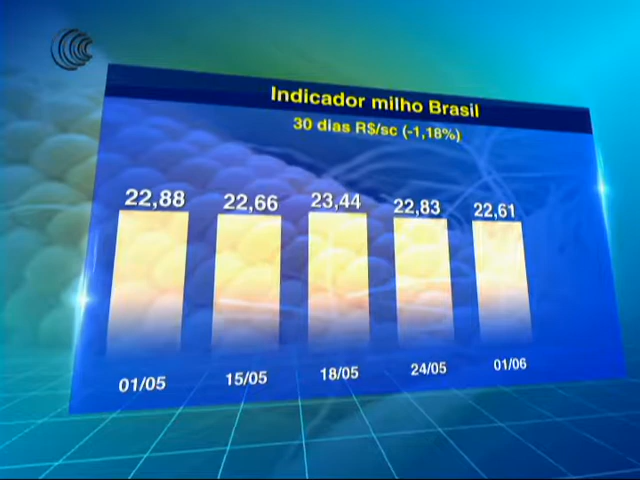 Indicador milho Brasil
30 dias R$/sc (-1,18%)
22,88 22,66 23,44 22,83 22,61
01/05 15/05 18/05 24/05 01/06